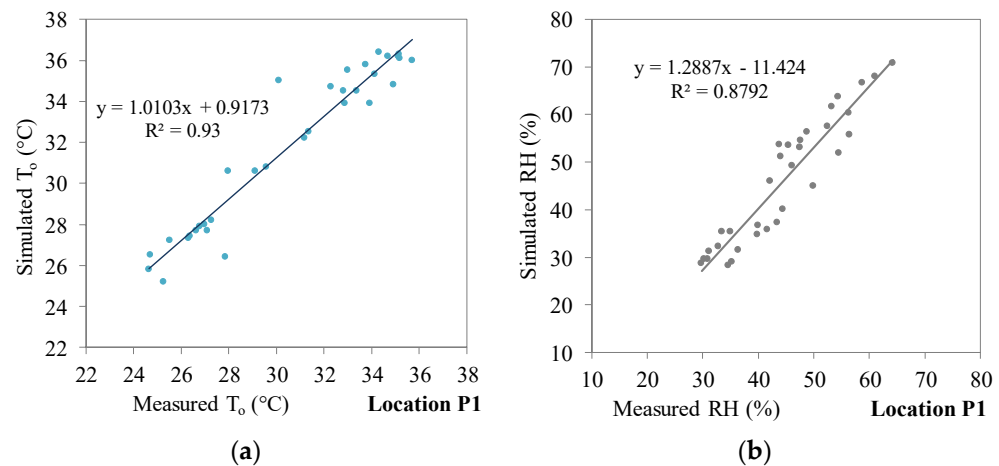 38
36
34
32
30
28
26
24
22
Simulated Tₒ (°C)
y = 1.0103x + 0.9173
R² = 0.93
22 24 26 28 30 32 34 36 38
Measured Tₒ (°C) Location P1
(a)
80
70
60
50
40
30
20
10
Simulated RH (%)
y = 1.2887x - 11.424
R² = 0.8792
10 20 30 40 50 60 70 80
Measured RH (%) Location P1
(b)